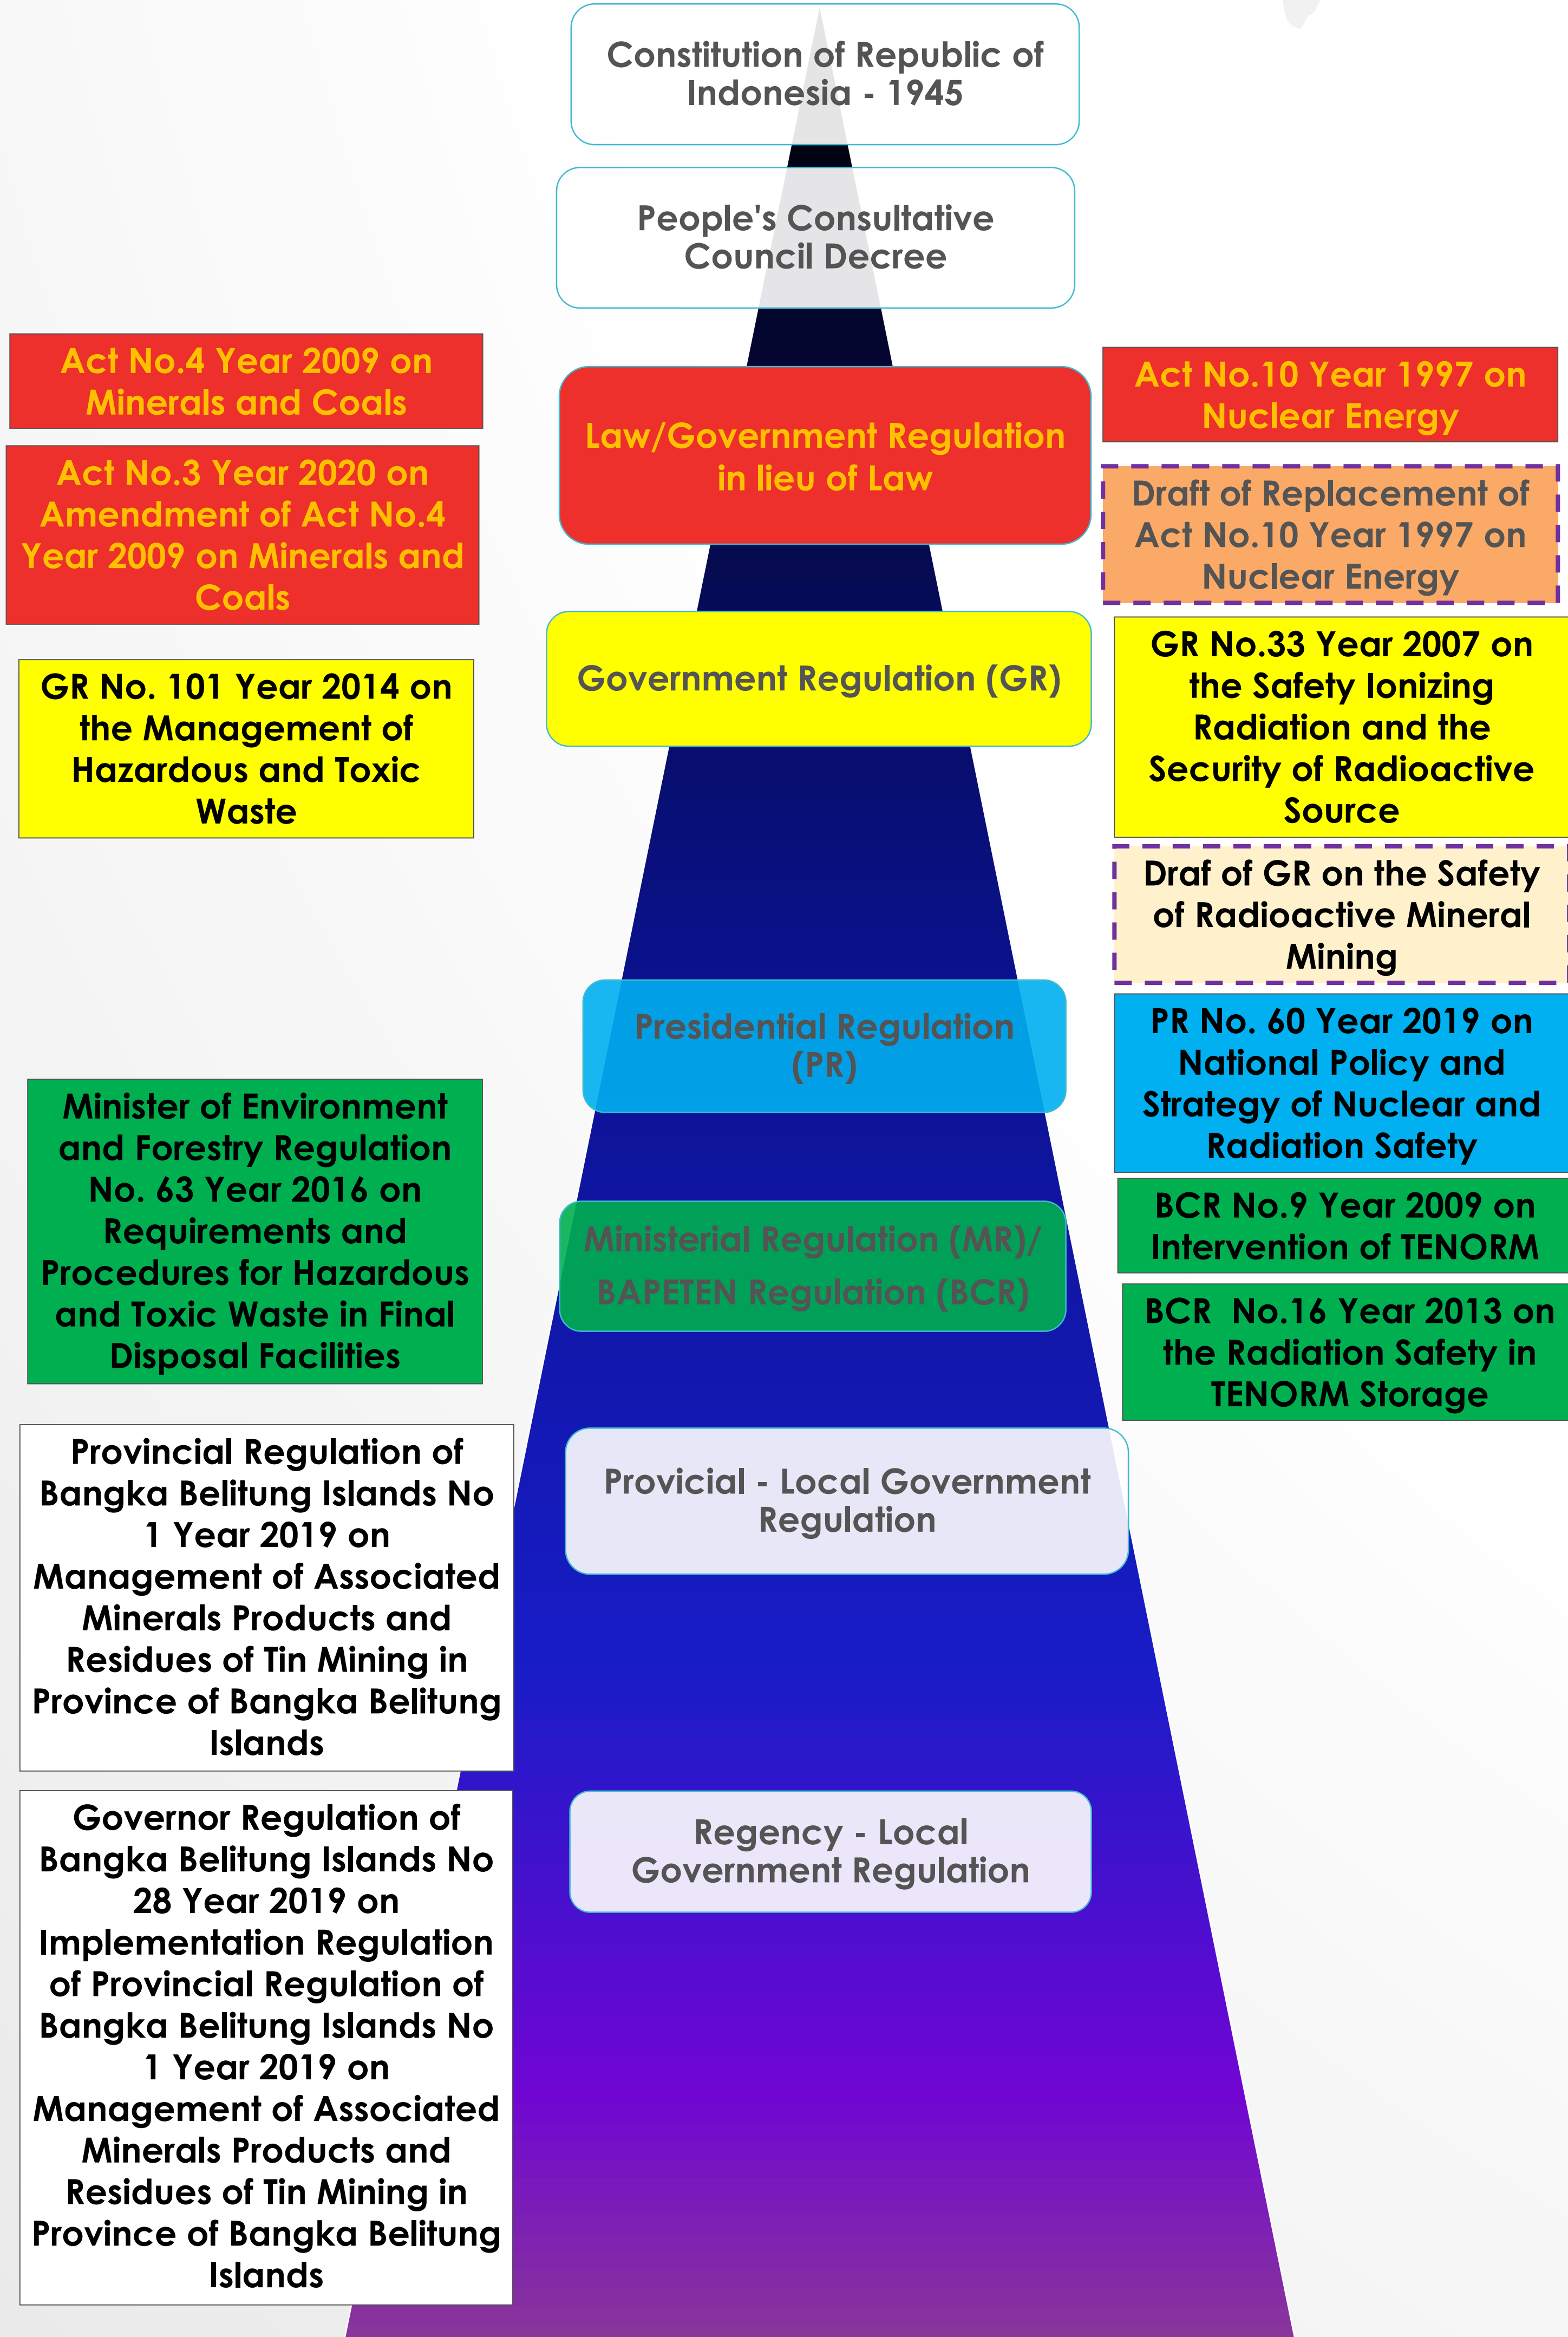 Constitution of Republic of
Indonesia - 1945
People's Consultative
Council Decree
Act No.4 Year 2009 on
Minerals and Coals
Act No.3 Year 2020 on
Amendment of Act No.4
Year 2009 on Minerals and
Coals
Law/Government Regulation
in lieu of Law
Act No.10 Year 1997 on
Nuclear Energy
Draft of Replacement of
Act No.10 Year 1997 on
Nuclear Energy
GR No. 101 Year 2014 on
the Management of
Hazardous and Toxic
Waste
Government Regulation (GR)
GR No.33 Year 2007 on
the Safety Ionizing
Radiation and the
Security of Radioactive
Source
Draf of GR on the Safety
of Radioactive Mineral
Mining
Presidential Regulation
(PR)
PR No. 60 Year 2019 on
National Policy and
Strategy of Nuclear and
Radiation Safety
Minister of Environment
and Forestry Regulation
No. 63 Year 2016 on
Requirements and
Procedures for Hazardous
and Toxic Waste in Final
Disposal Facilities
Ministerial Regulation (MR)/
BAPETEN Regulation (BCR)
BCR No.9 Year 2009 on
Intervention of TENORM
BCR  No.16 Year 2013 on
the Radiation Safety in
TENORM Storage
Provincial Regulation of
Bangka Belitung Islands No
1 Year 2019 on
Management of Associated
Minerals Products and
Residues of Tin Mining in
Province of Bangka Belitung
Islands
Provicial - Local Government
Regulation
Governor Regulation of
Bangka Belitung Islands No
28 Year 2019 on
Implementation Regulation
of Provincial Regulation of
Bangka Belitung Islands No
1 Year 2019 on
Management of Associated
Minerals Products and
Residues of Tin Mining in
Province of Bangka Belitung
Islands
Regency - Local
Government Regulation